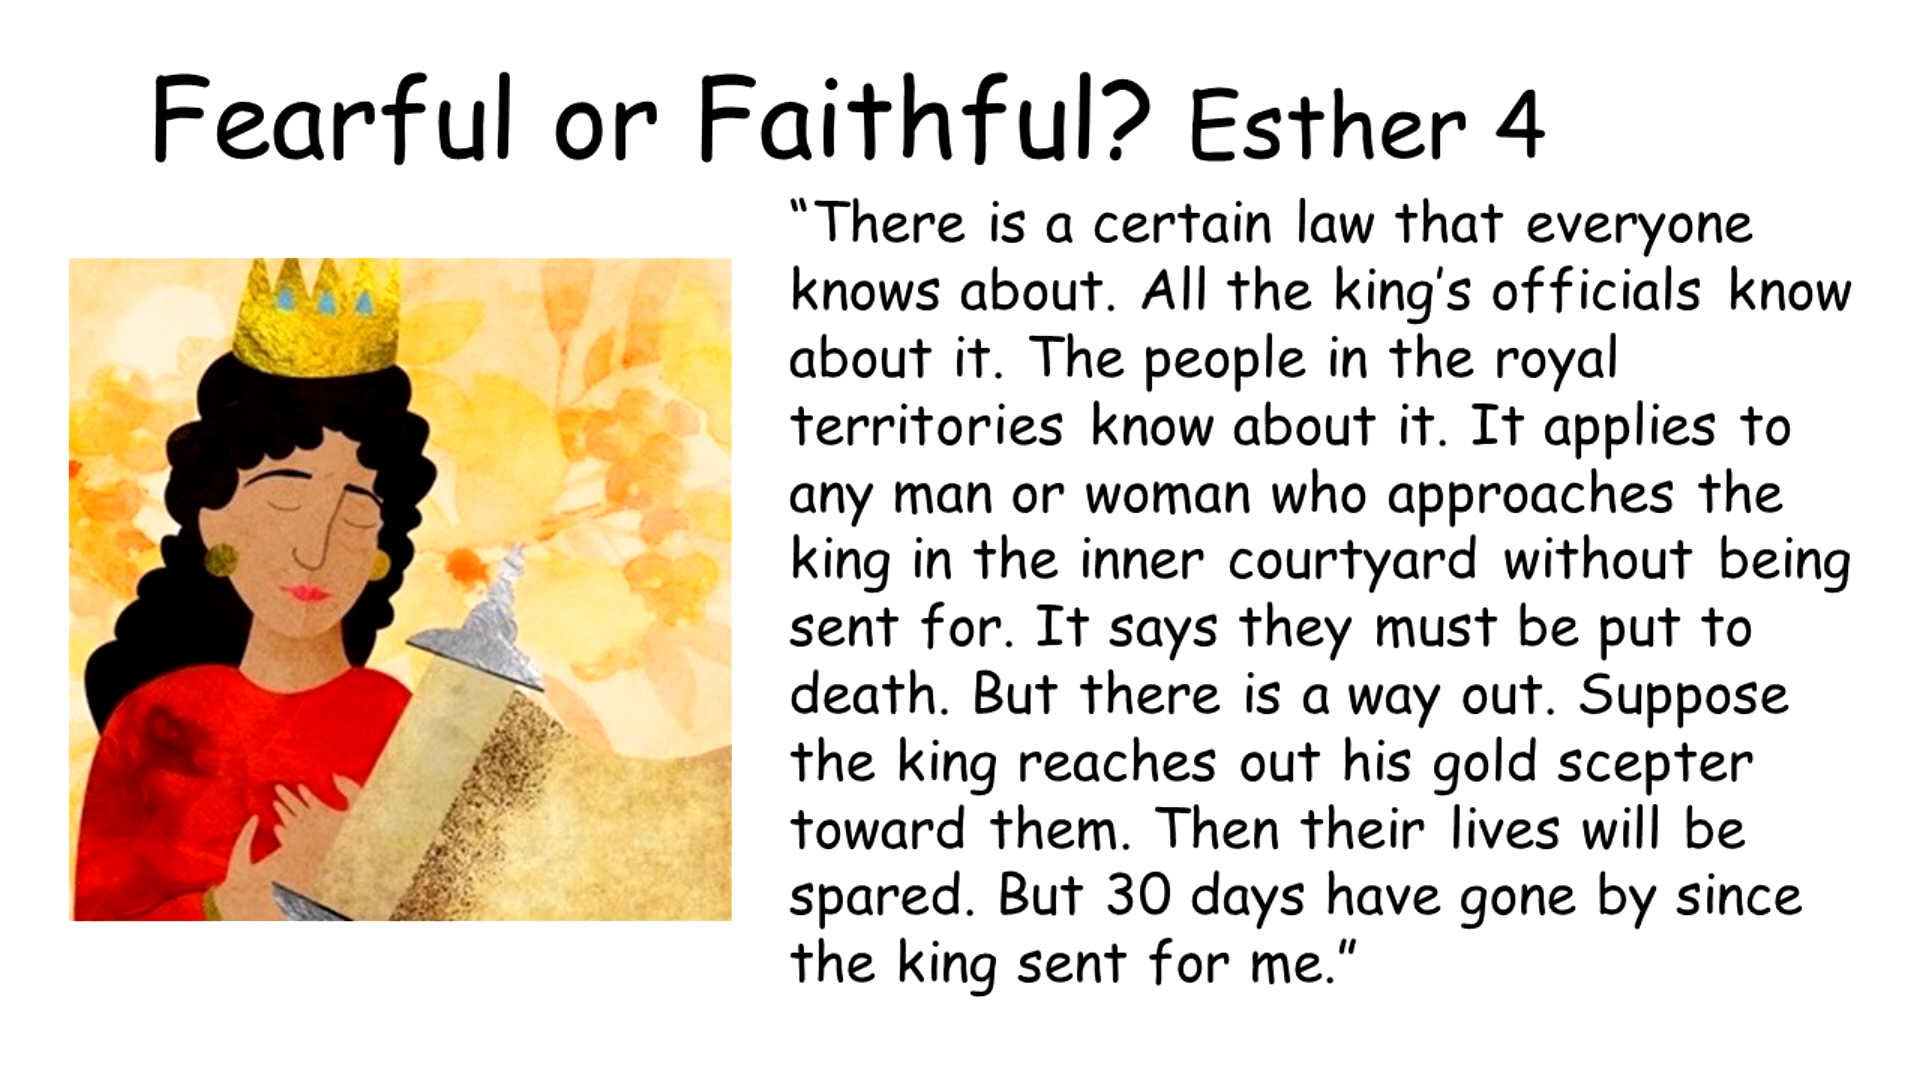 Fearful or Faithful? Esther 4
“There is a certain law that everyone
knows about. All the king’s officials know
about it. The people in the royal
territories know about it. It applies to
any man or woman who approaches the
king in the inner courtyard without being
sent for. It says they must be put to
death. But there is a way out. Suppose
the king reaches out his gold scepter
toward them. Then their lives will be
spared. But 30 days have gone by since
the king sent for me.”